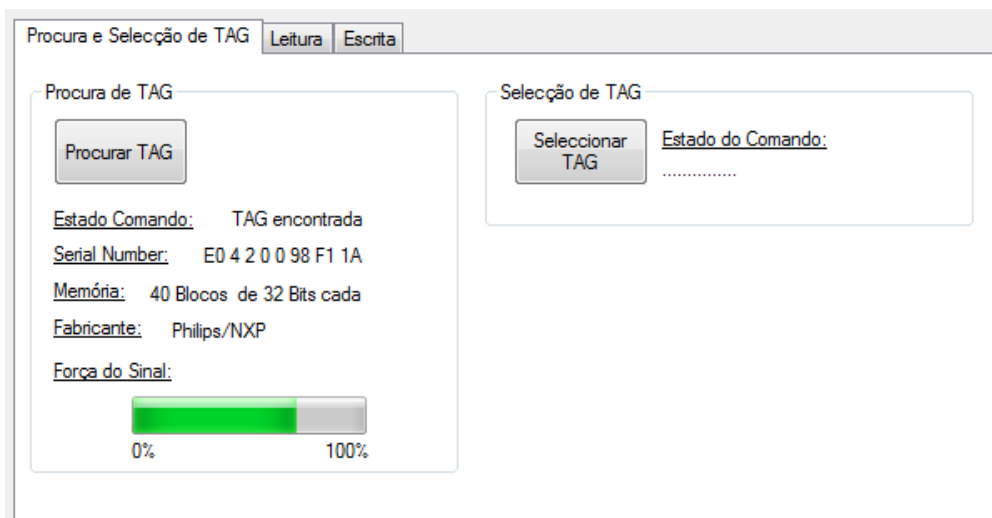 Procura e Selecção de TAG
Leitura
Escrita
Procura de TAG
Procurar TAG
Estado Comando: TAG encontrada
Serial Number: E0 4 2 0 0 98 F1 1A
Memória: 40 Blocos de 32 Bits cada
Fabricante: Philips/NXP
Força do Sinal:
0% 100%
Selecção de TAG
Seleccionar
TAG
Estado do Comando:
...............